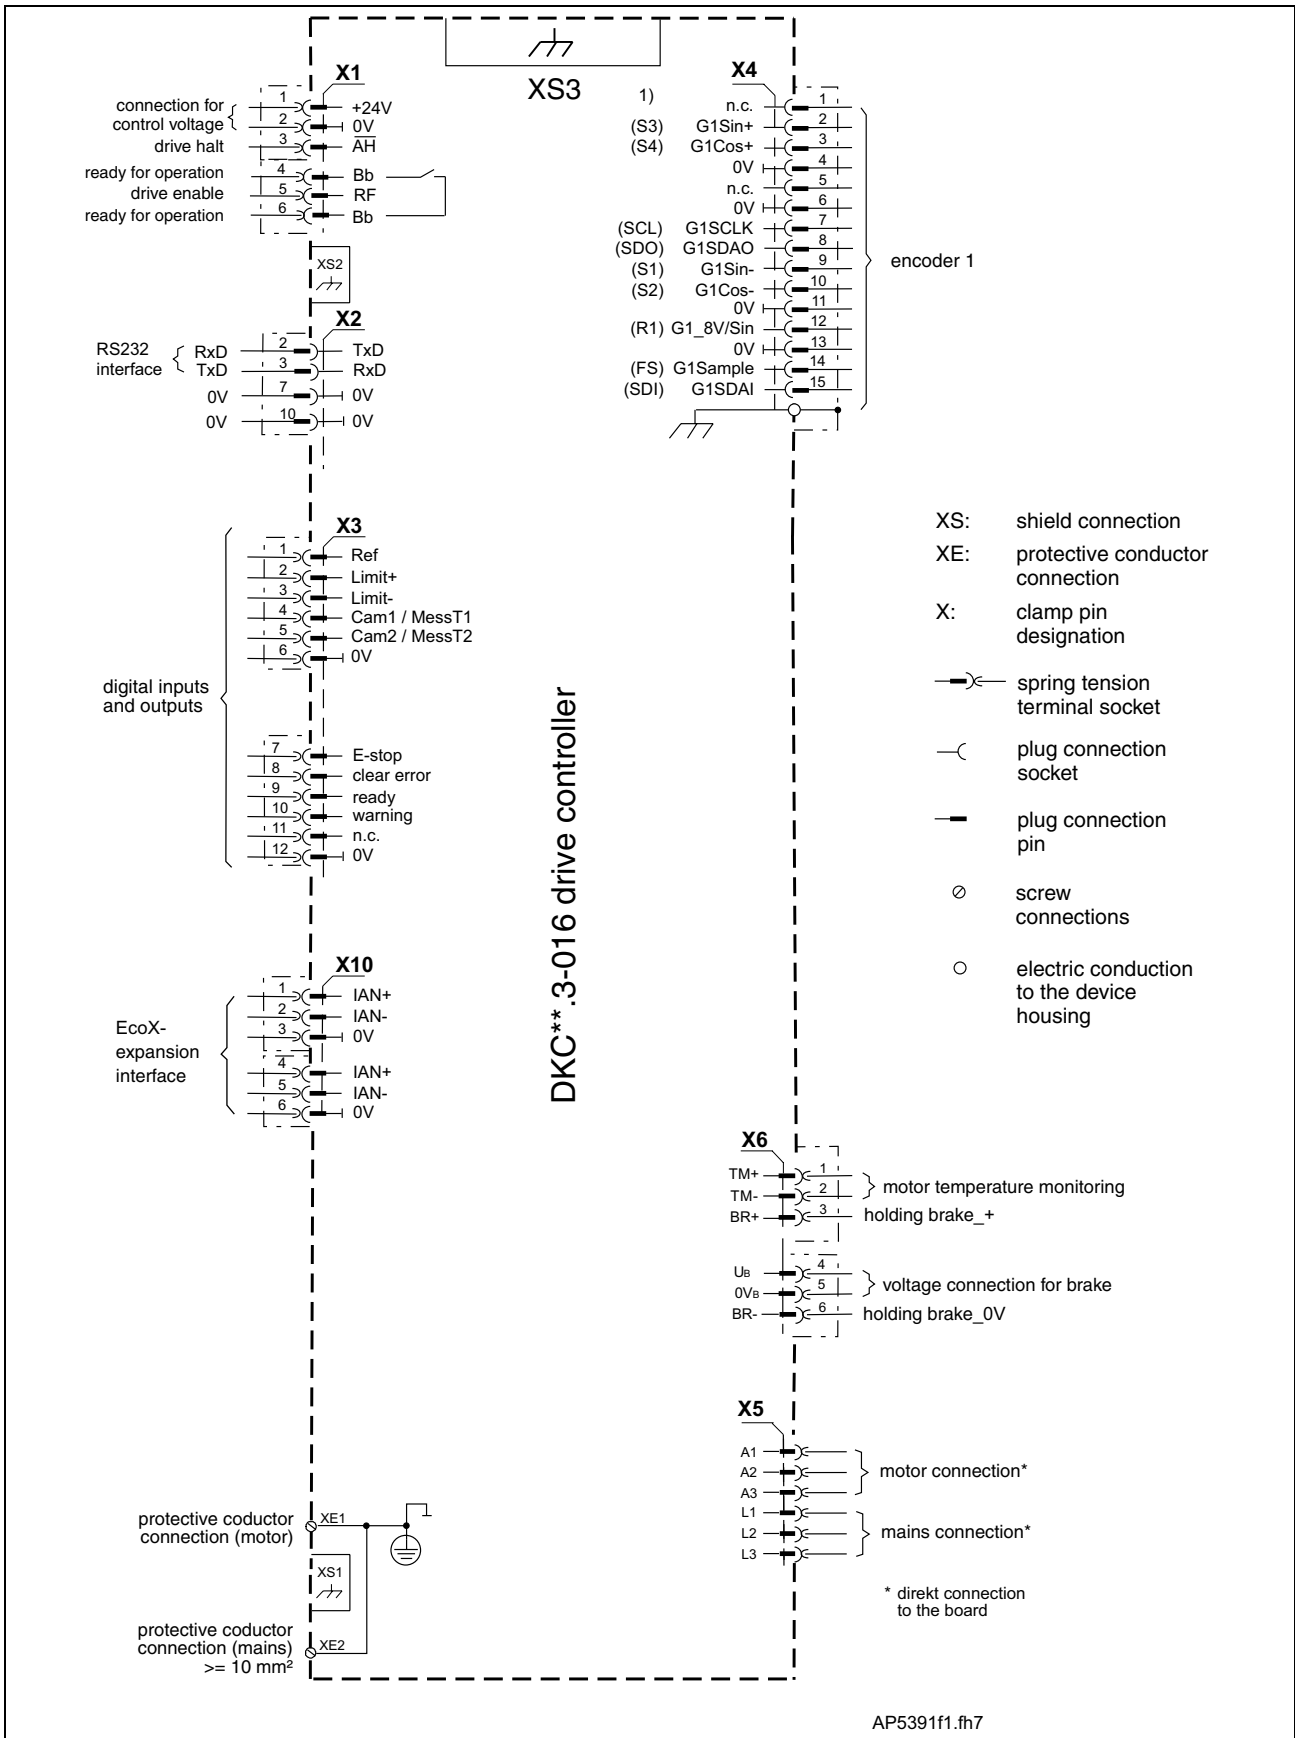 XS3
X1
connection for
control voltage
1 +24V
2 0V
drive halt 3 AH
ready for operation 4 Bb
drive enable 5 RF
ready for operation 6 Bb
XS2
X2
RS232
interface
RxD 2 TxD
TxD 3 RxD
0V 7 0V
0V 10 0V
X3
digital inputs
and outputs
1 Ref
2 Limit+
3 Limit-
4 Cam1 / MessT1
5 Cam2 / MessT2
6 0V
7 E-stop
8 clear error
9 ready
10 warning
11 n.c.
12 0V
X10
EcoX-
expansion
interface
1 IAN+
2 IAN-
3 0V
4 IAN+
5 IAN-
6 0V
protective coductor
connection (motor)
XE1
XS1
protective coductor
connection (mains)
>= 10 mm²
XE2
DKC**.3-016 drive controller
X4
1)
n.c. 1
(S3) G1Sin+ 2
(S4) G1Cos+ 3
0V 4
n.c. 5
0V 6
(SCL) G1SCLK 7
(SDO) G1SDAO 8
(S1) G1Sin- 9
(S2) G1Cos- 10
0V 11
(R1) G1_8V/Sin 12
0V 13
(FS) G1Sample 14
(SDI) G1SDAI 15
encoder 1
XS: shield connection
XE: protective conductor
connection
X: clamp pin
designation
spring tension
terminal socket
plug connection
socket
plug connection
pin
screw
connections
electric conduction
to the device
housing
X6
TM+ 1
TM- 2
motor temperature monitoring
BR+ 3 holding brake_+
UB 4
0VB 5
voltage connection for brake
BR- 6 holding brake_0V
X5
A1
A2
A3
motor connection*
L1
L2
L3
mains connection*
* direkt connection
to the board
AP5391f1.fh7